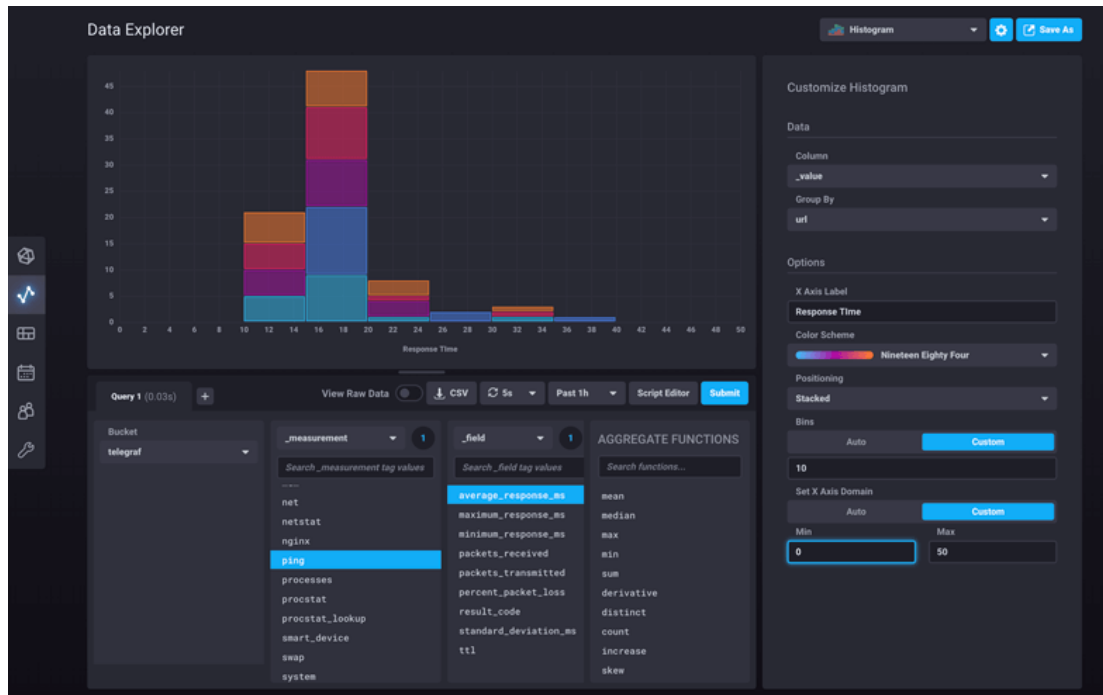 Data Explorer
Histogram
Save As
45
40
35
30
25
20
15
10
5
0
0 2 4 6 8 10 12 14 16 18 20 22 24 26 28 30 32 34 36 38 40 42 44 46 48 50
Response TIme
Customize Histogram
Data
Column
_value
Group By
url
Options
X Axis Label
Response TIme
Color Scheme
Nineteen Eighty Four
Positioning
Stacked
Bins
Auto Custom
10
Set X Axis Domain
Auto Custom
Min Max
0 50
Query 1 (0.03s) +
View Raw Data
CSV
5s
Past 1h
Script Editor
Submit
Bucket
telegraf
_measurement 1
Search _measurement tag values
net
netstat
nginx
ping
processes
procstat
procstat_lookup
smart_device
swap
system
_field 1
Search _field tag values
average_response_ms
maximum_response_ms
minimum_response_ms
packets_received
packets_transmitted
percent_packet_loss
result_code
standard_deviation_ms
ttl
AGGREGATE FUNCTIONS
Search functions...
mean
median
max
min
sum
derivative
distinct
count
increase
skew